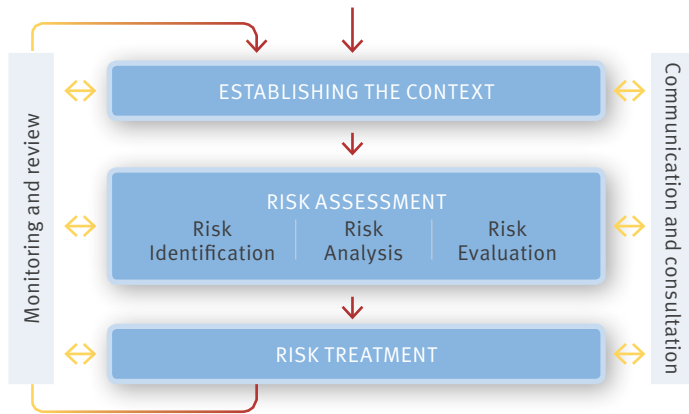 Monitoring and review
ESTABLISHING THE CONTEXT
RISK ASSESSMENT
Risk Identification
Risk Analysis
Risk Evaluation
RISK TREATMENT
Communication and consultation